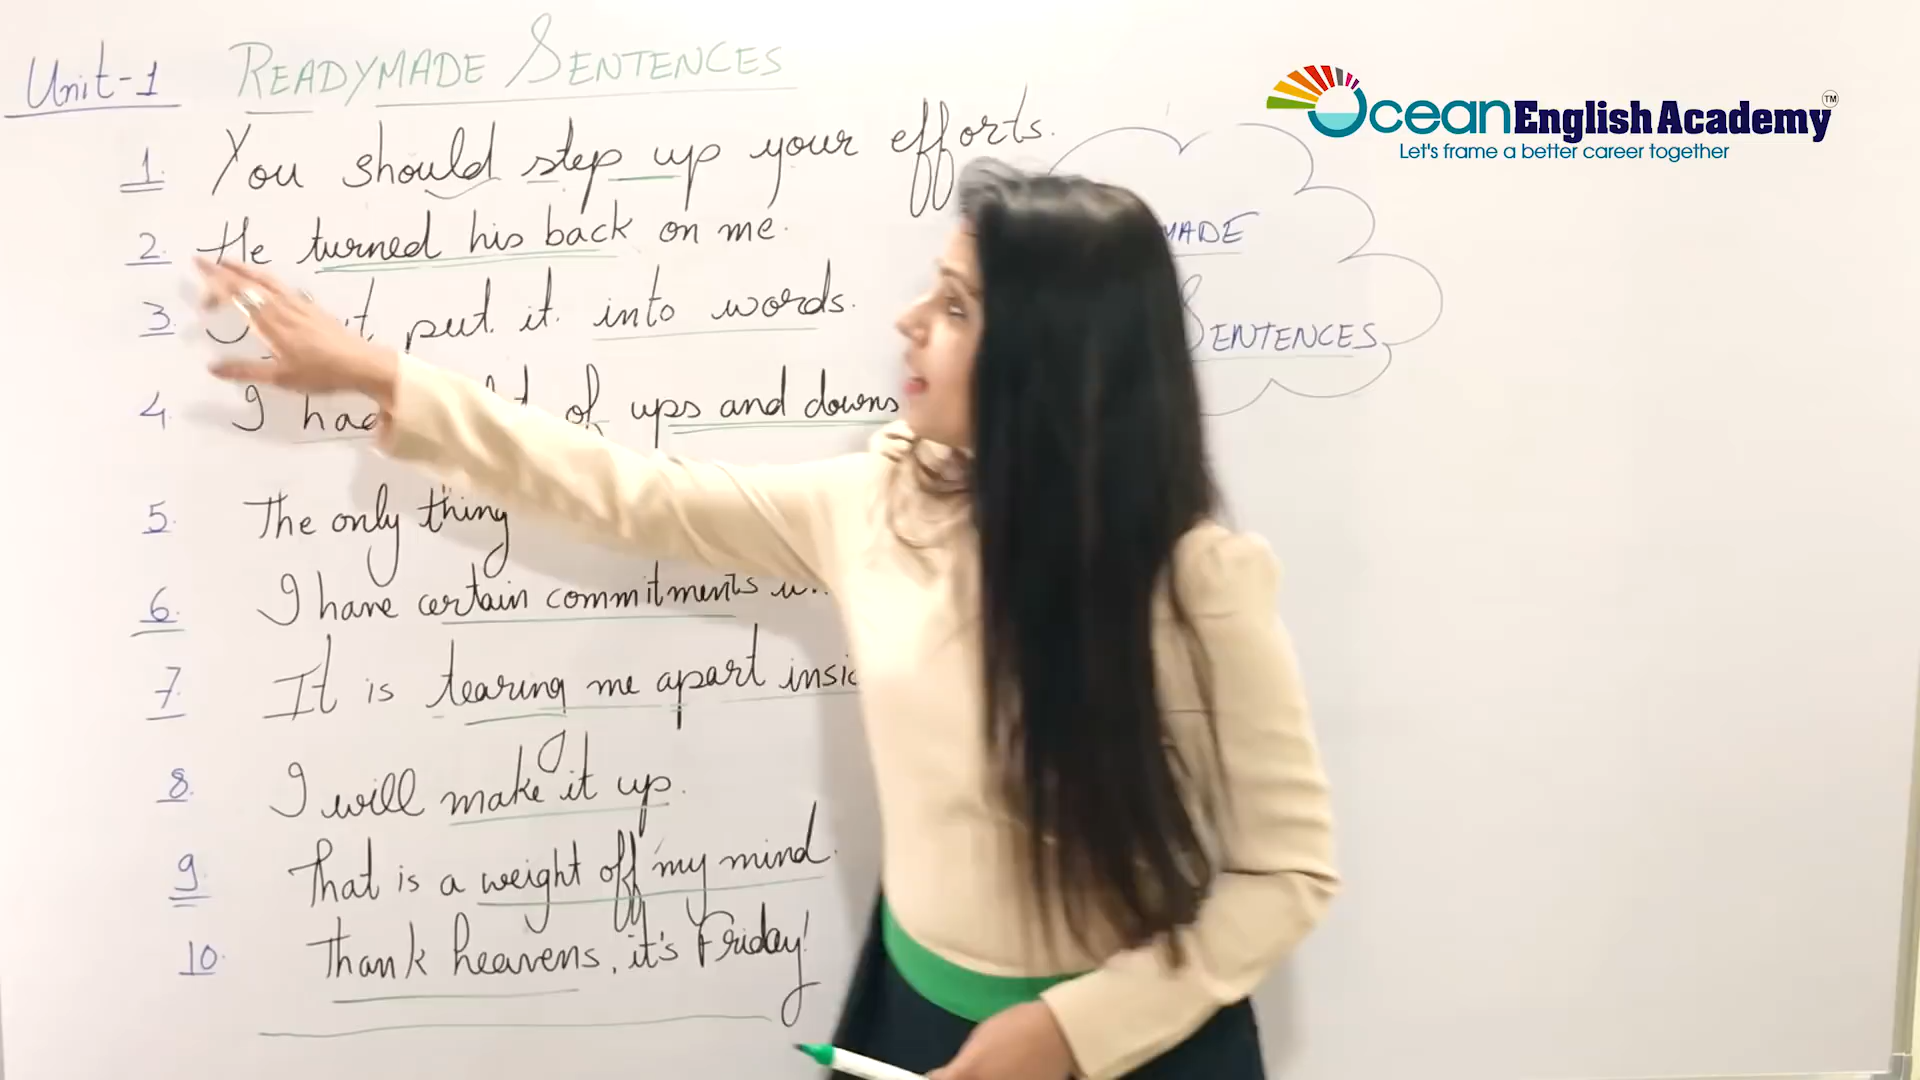 Unit-1 READYMADE SENTENCES
1. You should step up your efforts.
2. He turned his back on me.
3. put it into words.
4. I had of ups and downs
5. The only thing
6. I have certain commitments
7. It is tearing me apart
8. I will make it up.
9. That is a weight off my mind.
10. Thank heavens, it's Friday!
SENTENCES
Ocean English Academy TM
Let's frame a better career together